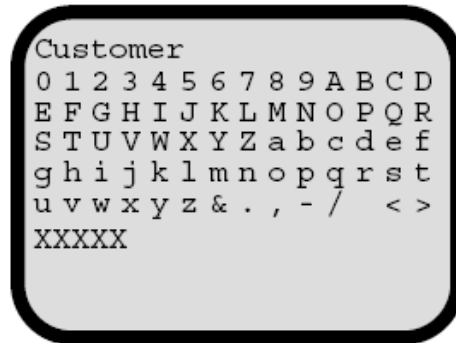 Customer
0 1 2 3 4 5 6 7 8 9 A B C D
E F G H I J K L M N O P Q R
S T U V W X Y Z a b c d e f
g h i j k l m n o p q r s t
u v w x y z & . , - /   < >
XXXXX